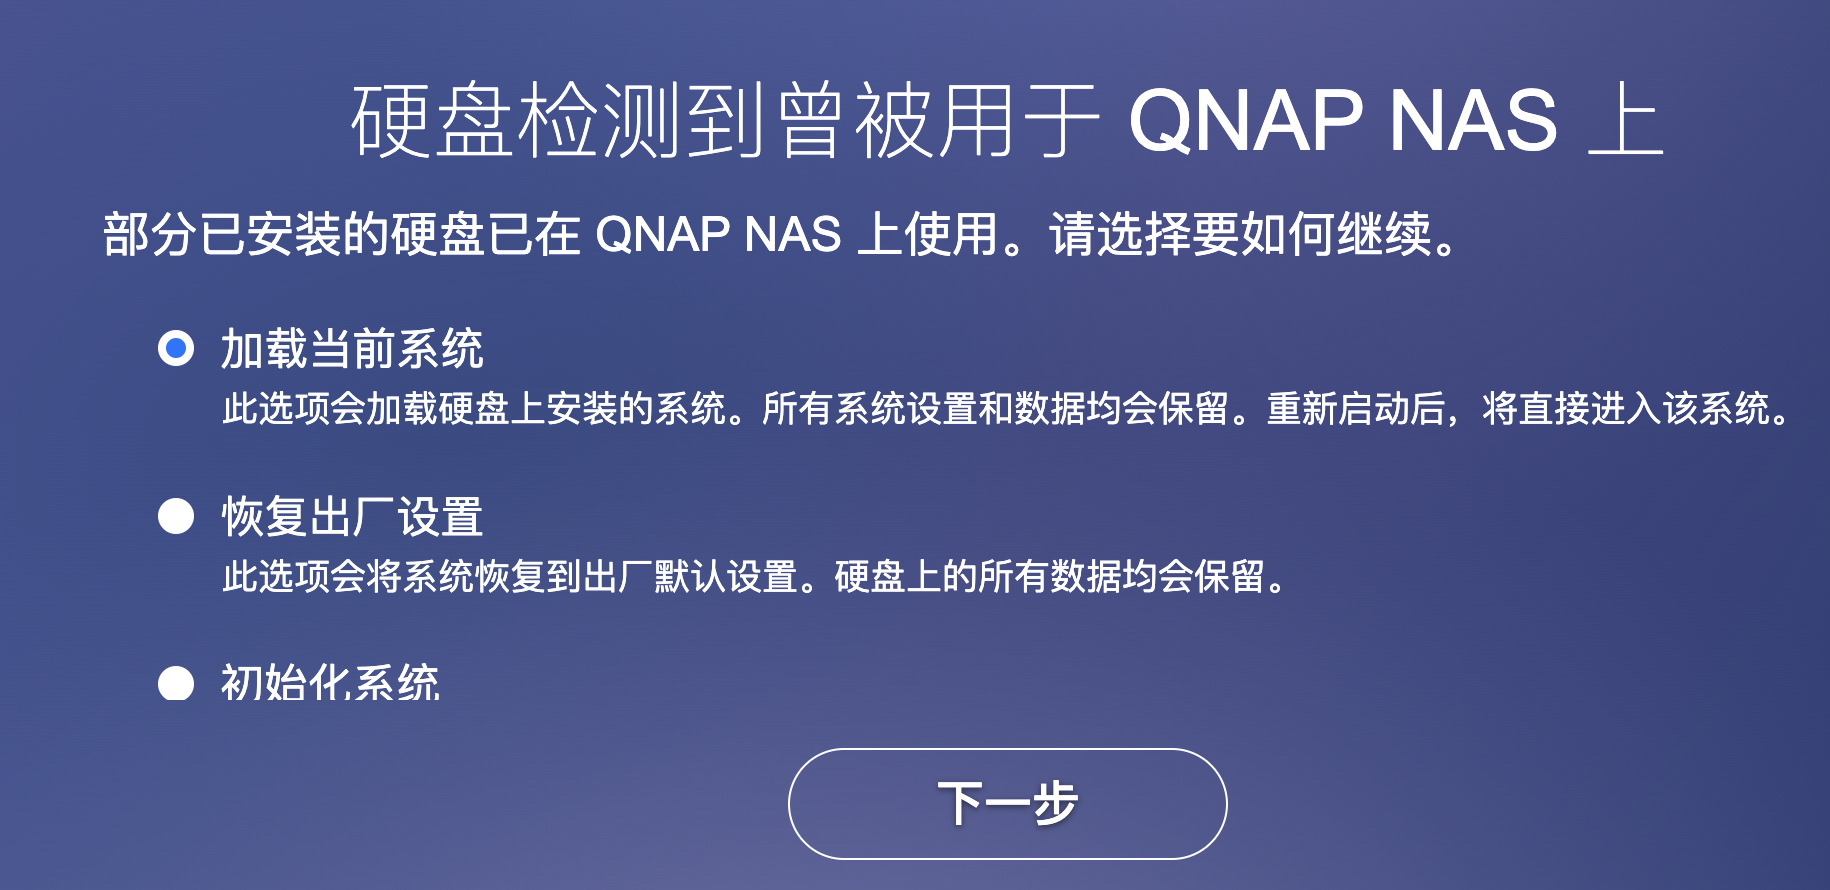 硬盘检测到曾被用于 QNAP NAS 上
部分已安装的硬盘已在 QNAP NAS 上使用。请选择要如何继续。
加载当前系统
此选项会加载硬盘上安装的系统。所有系统设置和数据均会保留。重新启动后，将直接进入该系统。
恢复出厂设置
此选项会将系统恢复到出厂默认设置。硬盘上的所有数据均会保留。
初始化系统
下一步